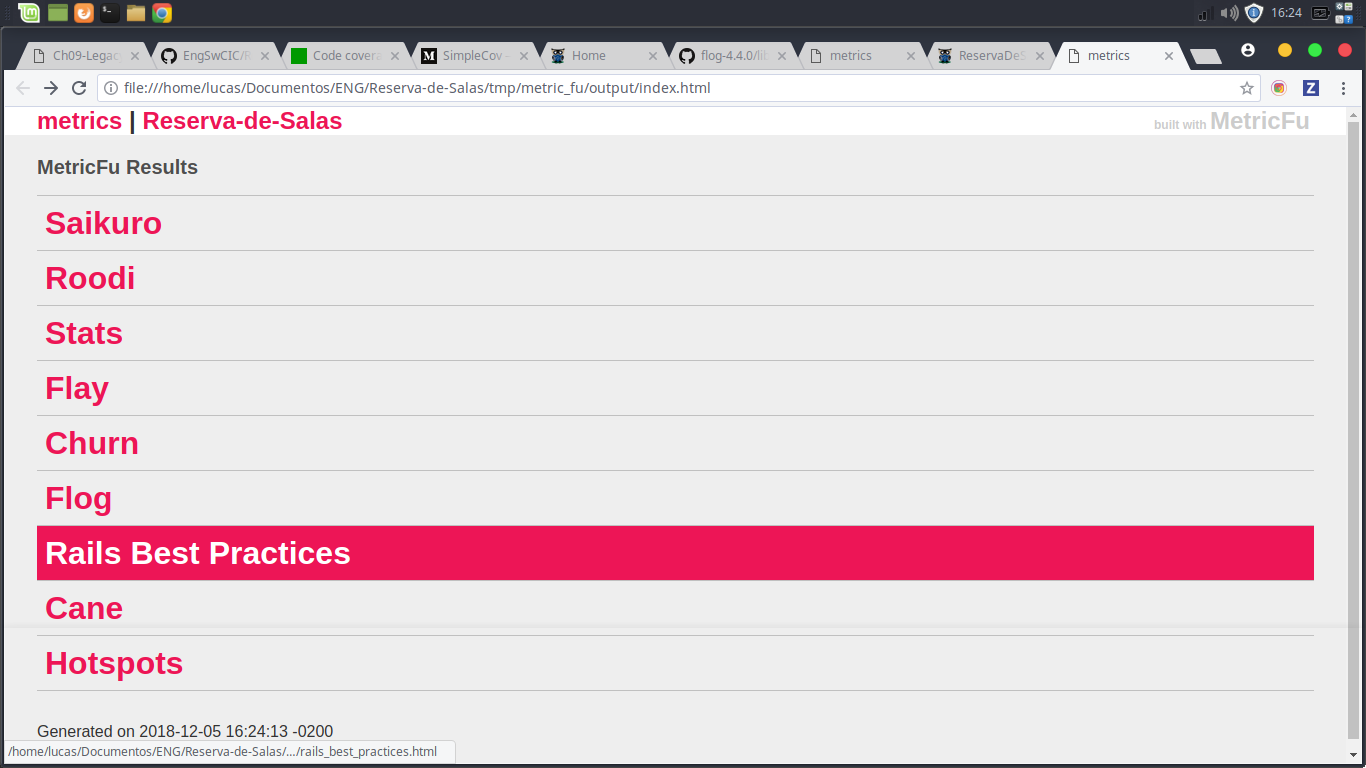 16:24
Ch09-Legac
EngSwCIC/R
Code covera
SimpleCov –
Home
flog-4.4.0/lib
metrics
ReservaDeS
metrics
file:///home/lucas/Documentos/ENG/Reserva-de-Salas/tmp/metric_fu/output/index.html
Z
metrics | Reserva-de-Salas
built with MetricFu
MetricFu Results
Saikuro
Roodi
Stats
Flay
Churn
Flog
Rails Best Practices
Cane
Hotspots
Generated on 2018-12-05 16:24:13 -0200
/home/lucas/Documentos/ENG/Reserva-de-Salas/.../rails_best_practices.html